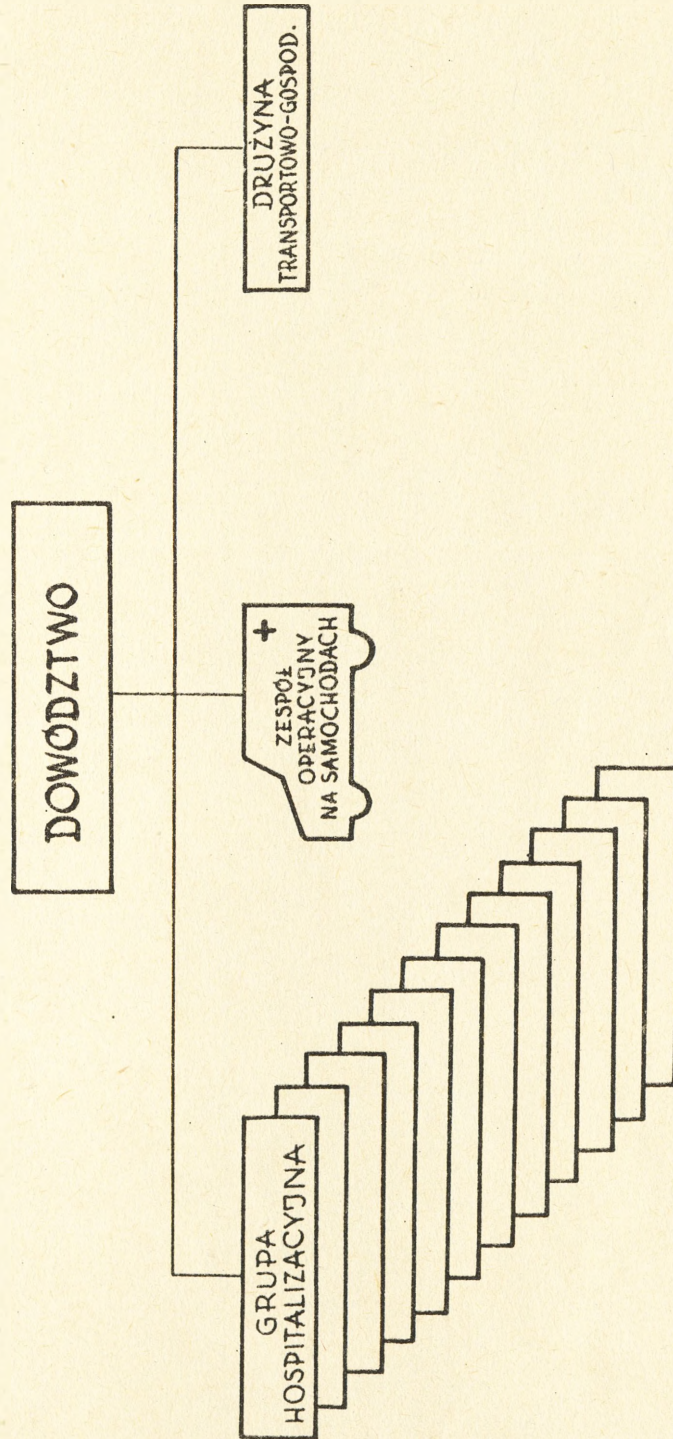 DOWÓDZTWO
GRUPA
HOSPITALIZACYJNA
ZESPÓŁ
OPERACYJNY
NA SAMOCHODACH
DRUŻYNA
TRANSPORTOWO-GOSPOD.